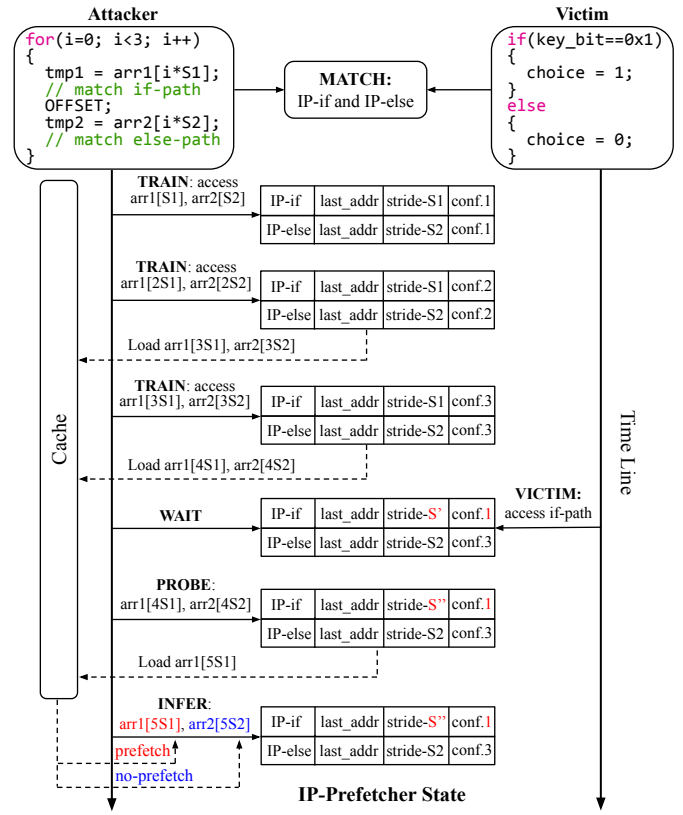 Attacker
Victim
for(i=0; i<3; i++)
{
tmp1 = arr1[i*S1];
// match if-path
OFFSET;
tmp2 = arr2[i*S2];
// match else-path
}
MATCH:
IP-if and IP-else
if(key_bit==0x1)
{
choice = 1;
}
else
{
choice = 0;
}
Cache
Time Line
TRAIN: access
arr1[S1], arr2[S2]
IP-if last_addr stride-S1 conf.1
IP-else last_addr stride-S2 conf.1
TRAIN: access
arr1[2S1], arr2[2S2]
IP-if last_addr stride-S1 conf.2
IP-else last_addr stride-S2 conf.2
Load arr1[3S1], arr2[3S2]
TRAIN: access
arr1[3S1], arr2[3S2]
IP-if last_addr stride-S1 conf.3
IP-else last_addr stride-S2 conf.3
Load arr1[4S1], arr2[4S2]
WAIT
IP-if last_addr stride-S' conf.1
IP-else last_addr stride-S2 conf.3
VICTIM:
access if-path
PROBE:
arr1[4S1], arr2[4S2]
IP-if last_addr stride-S'' conf.1
IP-else last_addr stride-S2 conf.3
Load arr1[5S1]
INFER:
arr1[5S1], arr2[5S2]
IP-if last_addr stride-S'' conf.1
IP-else last_addr stride-S2 conf.3
prefetch
no-prefetch
IP-Prefetcher State